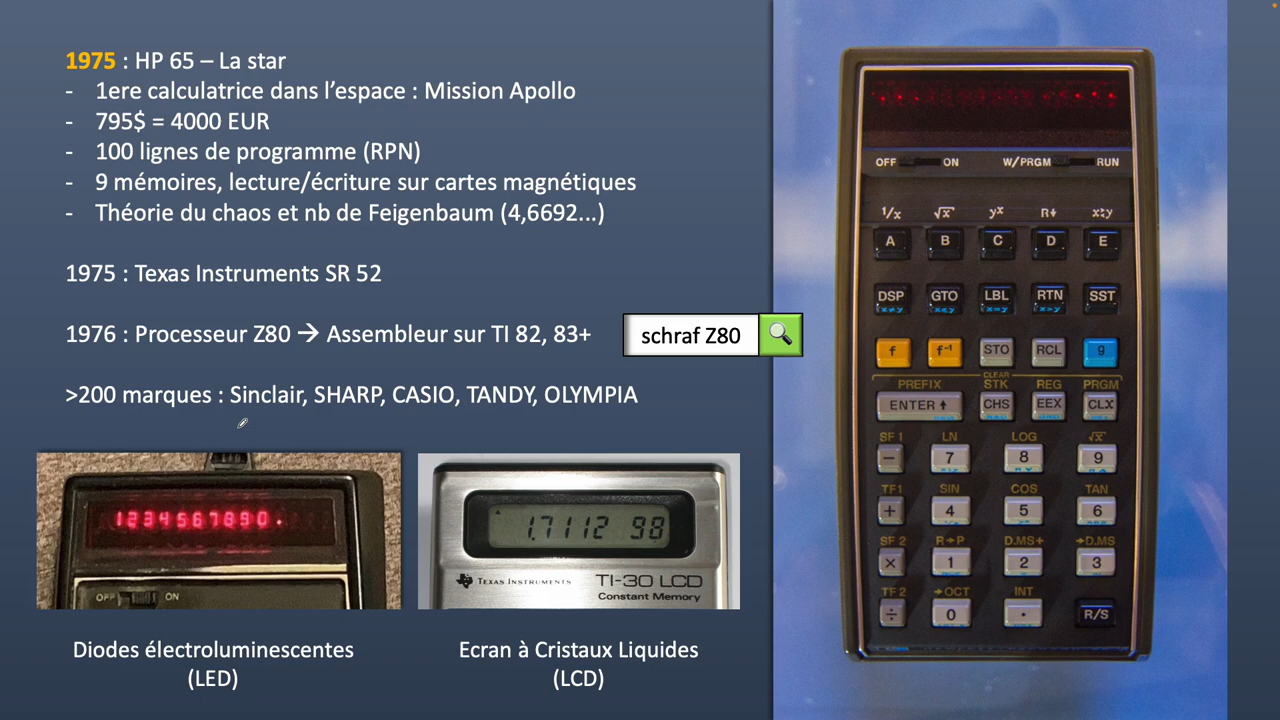 1975 : HP 65 – La star
- 1ere calculatrice dans l'espace : Mission Apollo
- 795$ = 4000 EUR
- 100 lignes de programme (RPN)
- 9 mémoires, lecture/écriture sur cartes magnétiques
- Théorie du chaos et nb de Feigenbaum (4,6692...)
1975 : Texas Instruments SR 52
1976 : Processeur Z80 → Assembleur sur TI 82, 83+
schraf Z80
>200 marques : Sinclair, SHARP, CASIO, TANDY, OLYMPIA
1234567890.
OFF ON
1.7112 98
TEXAS INSTRUMENTS TI-30 LCD
Constant Memory
Diodes électroluminescentes
(LED)
Ecran à Cristaux Liquides
(LCD)
OFF ON W/PRGM RUN
1/x √x yx R↓ x≷y
A B C D E
DSP GTO LBL RTN SST
x≠y x≤y x=y x>y
f f-1 STO RCL g
CLEAR
PREFIX STK REG PRGM
ENTER ↑ CHS EEX CLX
SF 1 LN LOG √x
− 7 8 9
TF1 SIN COS TAN
+ 4 5 6
SF 2 R→P D.MS+ →D.MS
× 1 2 3
TF 2 →OCT INT
÷ 0 · R/S